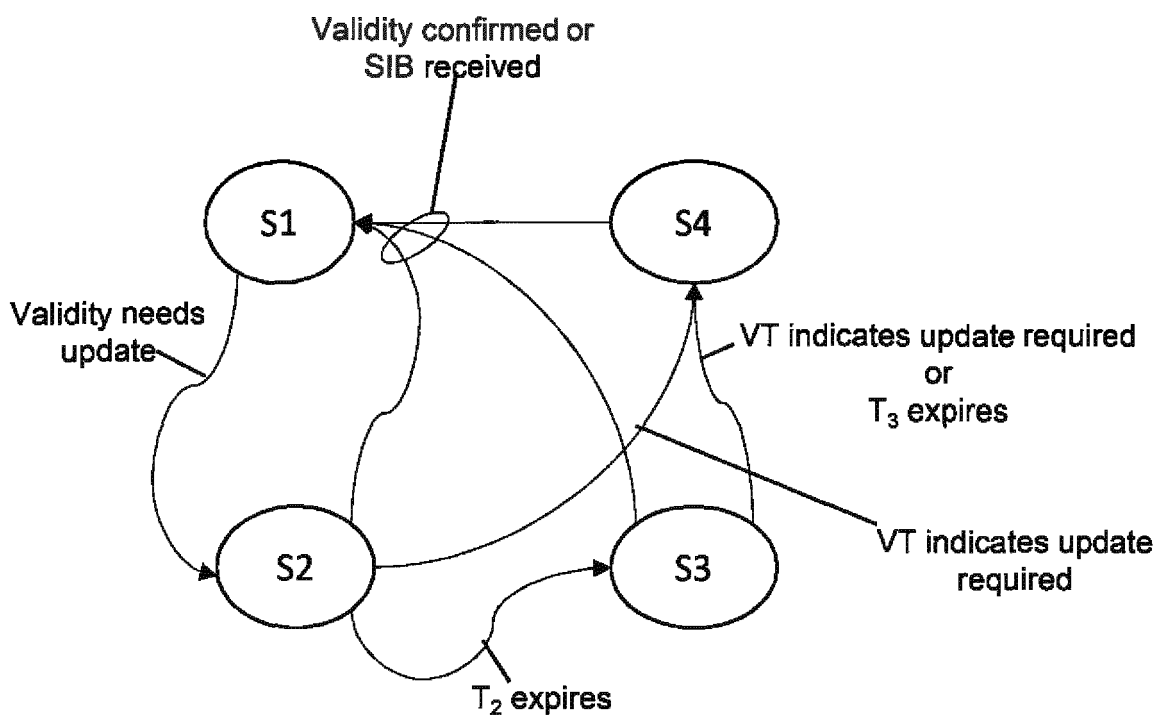 Validity confirmed or
SIB received
S1
S4
Validity needs
update
VT indicates update required
or
T₃ expires
S2
S3
VT indicates update
required
T₂ expires